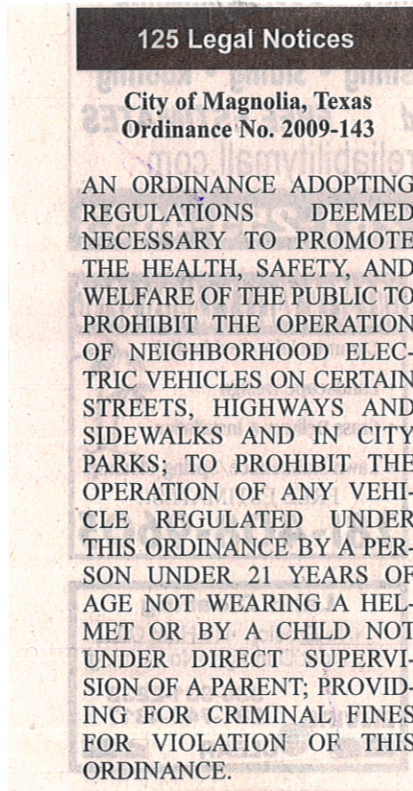 125 Legal Notices
City of Magnolia, Texas
Ordinance No. 2009-143
AN ORDINANCE ADOPTING
REGULATIONS DEEMED
NECESSARY TO PROMOTE
THE HEALTH, SAFETY, AND
WELFARE OF THE PUBLIC TO
PROHIBIT THE OPERATION
OF NEIGHBORHOOD ELEC-
TRIC VEHICLES ON CERTAIN
STREETS, HIGHWAYS AND
SIDEWALKS AND IN CITY
PARKS; TO PROHIBIT THE
OPERATION OF ANY VEHI-
CLE REGULATED UNDER
THIS ORDINANCE BY A PER-
SON UNDER 21 YEARS OF
AGE NOT WEARING A HEL-
MET OR BY A CHILD NOT
UNDER DIRECT SUPERVI-
SION OF A PARENT; PROVID-
ING FOR CRIMINAL FINES
FOR VIOLATION OF THIS
ORDINANCE.